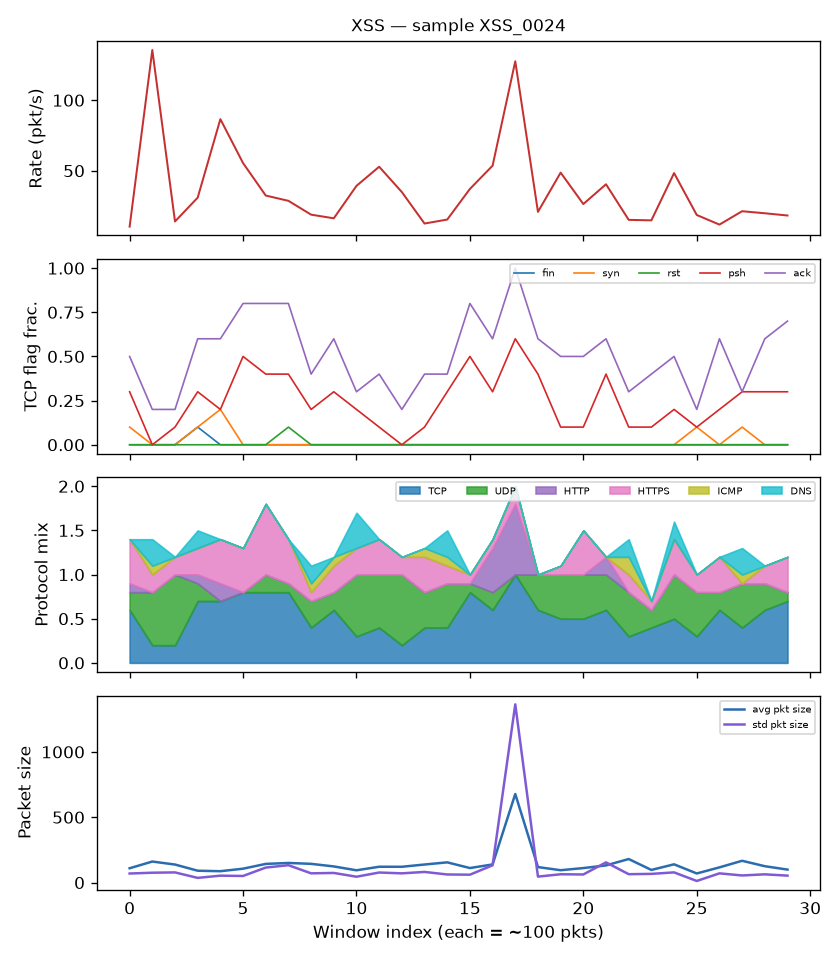 XSS — sample XSS_0024
Rate (pkt/s)
100
50
TCP flag frac.
1.00
0.75
0.50
0.25
0.00
fin syn rst psh ack
Protocol mix
2.0
1.5
1.0
0.5
0.0
TCP UDP HTTP HTTPS ICMP DNS
Packet size
1000
500
0
avg pkt size
std pkt size
0 5 10 15 20 25 30
Window index (each = ~100 pkts)